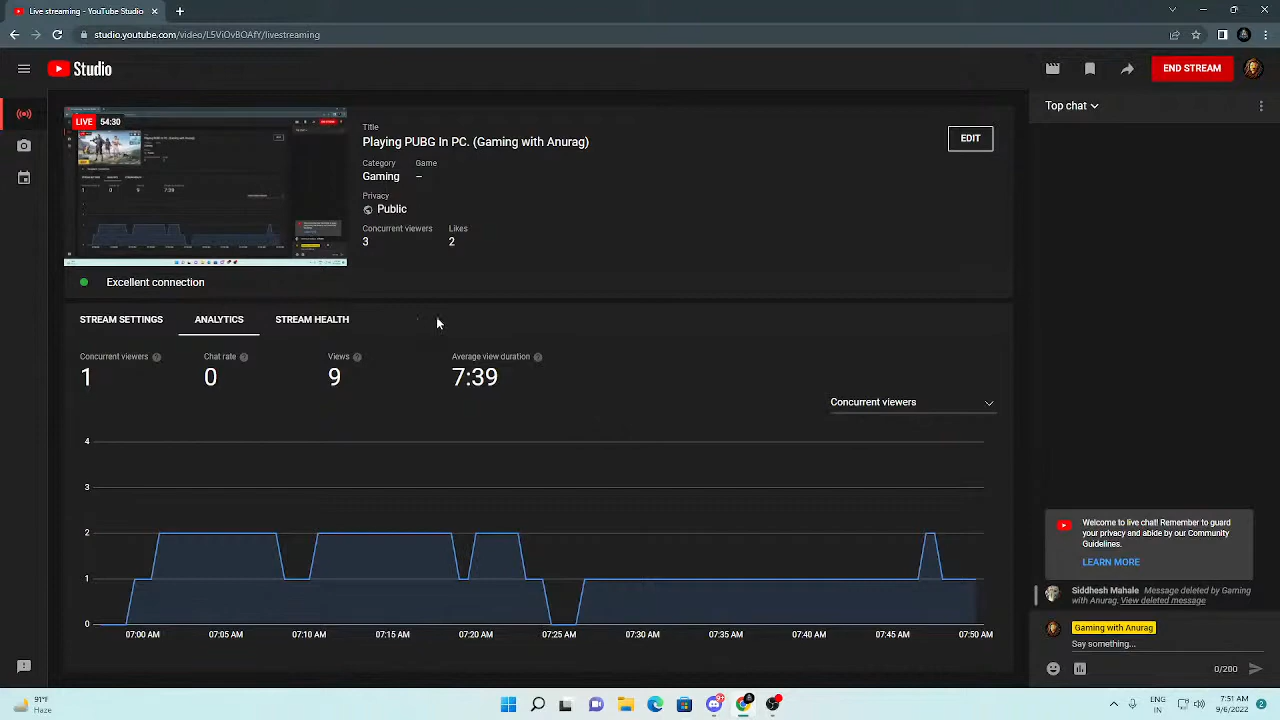 Live streaming - YouTube Studio
studio.youtube.com/video/L5ViOv8OAfY/livestreaming
Studio
END STREAM
LIVE 54:30
Title
Playing PUBG In PC. (Gaming with Anurag)
EDIT
Category Game
Gaming –
Privacy
Public
Concurrent viewers Likes
3 2
Excellent connection
STREAM SETTINGS ANALYTICS STREAM HEALTH
Concurrent viewers Chat rate Views Average view duration
1 0 9 7:39
Concurrent viewers
4
3
2
1
0
07:00 AM 07:05 AM 07:10 AM 07:15 AM 07:20 AM 07:25 AM 07:30 AM 07:35 AM 07:40 AM 07:45 AM 07:50 AM
Top chat
Welcome to live chat! Remember to guard
your privacy and abide by our Community
Guidelines.
LEARN MORE
Siddhesh Mahale Message deleted by Gaming
with Anurag. View deleted message
Gaming with Anurag
Say something...
0/200
91°F
Haze
ENG
IN
7:51 AM
9/6/2022
2